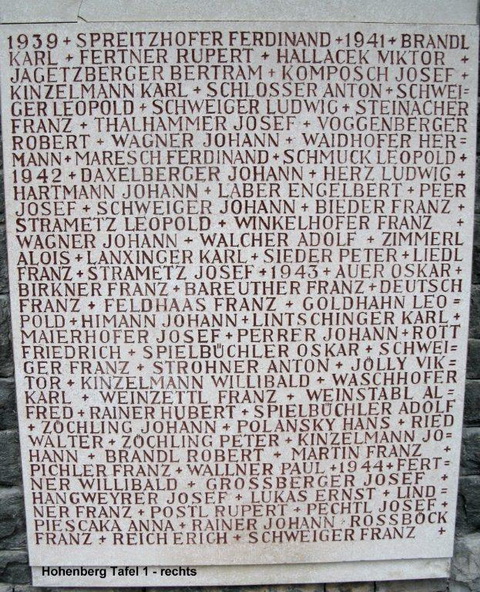 1939 + SPREITZHOFER FERDINAND + 1941 + BRANDL
KARL + FERTNER RUPERT + HALLACEK VIKTOR +
JAGETZBERGER BERTRAM + KOMPOSCH JOSEF +
KINZELMANN KARL + SCHLOSSER ANTON + SCHWEI=
GER LEOPOLD + SCHWEIGER LUDWIG + STEINACHER
FRANZ + THALHAMMER JOSEF + VOGGENBERGER
ROBERT + WAGNER JOHANN + WAIDHOFER HER=
MANN + MARESCH FERDINAND + SCHMUCK LEOPOLD +
1942 + DAXELBERGER JOHANN + HERZ LUDWIG +
HARTMANN JOHANN + LABER ENGELBERT + PEER
JOSEF + SCHWEIGER JOHANN + BIEDER FRANZ +
STRAMETZ LEOPOLD + WINKELHOFER FRANZ +
WAGNER JOHANN + WALCHER ADOLF + ZIMMERL
ALOIS + LANXINGER KARL + SIEDER PETER + LIEDL
FRANZ + STRAMETZ JOSEF + 1943 + AUER OSKAR +
BIRKNER FRANZ + BAREUTHER FRANZ + DEUTSCH
FRANZ + FELDHAAS FRANZ + GOLDHAHN LEO=
POLD + HIMANN JOHANN + LINTSCHINGER KARL +
MAIERHOFER JOSEF + PERRER JOHANN + ROTT
FRIEDRICH + SPIELBÜCHLER OSKAR + SCHWEI=
GER FRANZ + STROHNER ANTON + JÖLLY VIK=
TOR + KINZELMANN WILLIBALD + WASCHHOFER
KARL + WEINZETTL FRANZ + WEINSTABL AL=
FRED + RAINER HUBERT + SPIELBÜCHLER ADOLF
+ ZÖCHLING JOHANN + POLANSKY HANS + RIED
WALTER + ZÖCHLING PETER + KINZELMANN JO=
HANN + BRANDL ROBERT + MARTIN FRANZ +
PICHLER FRANZ + WALLNER PAUL + 1944 + FERT=
NER WILLIBALD + GROSSBERGER JOSEF +
HANGWEYRER JOSEF + LUKAS ERNST + LIND=
NER FRANZ + POSTL RUPERT + PECHTL JOSEF +
PIESCAKA ANNA + RAINER JOHANN + ROSSBÖCK
FRANZ + REICH ERICH + SCHWEIGER FRANZ +
Hohenberg Tafel 1 - rechts